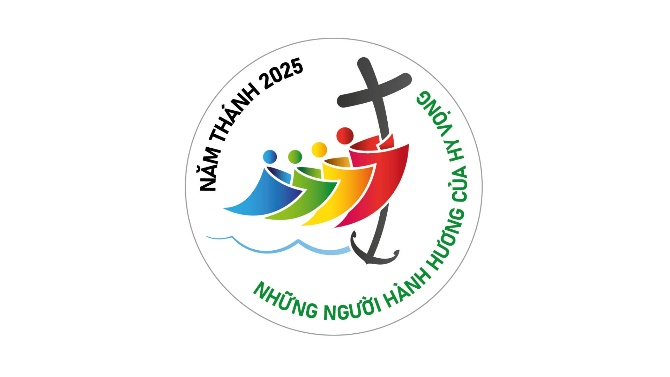 NĂM THÁNH 2025
NHỮNG NGƯỜI HÀNH HƯƠNG CỦA HY VỌNG